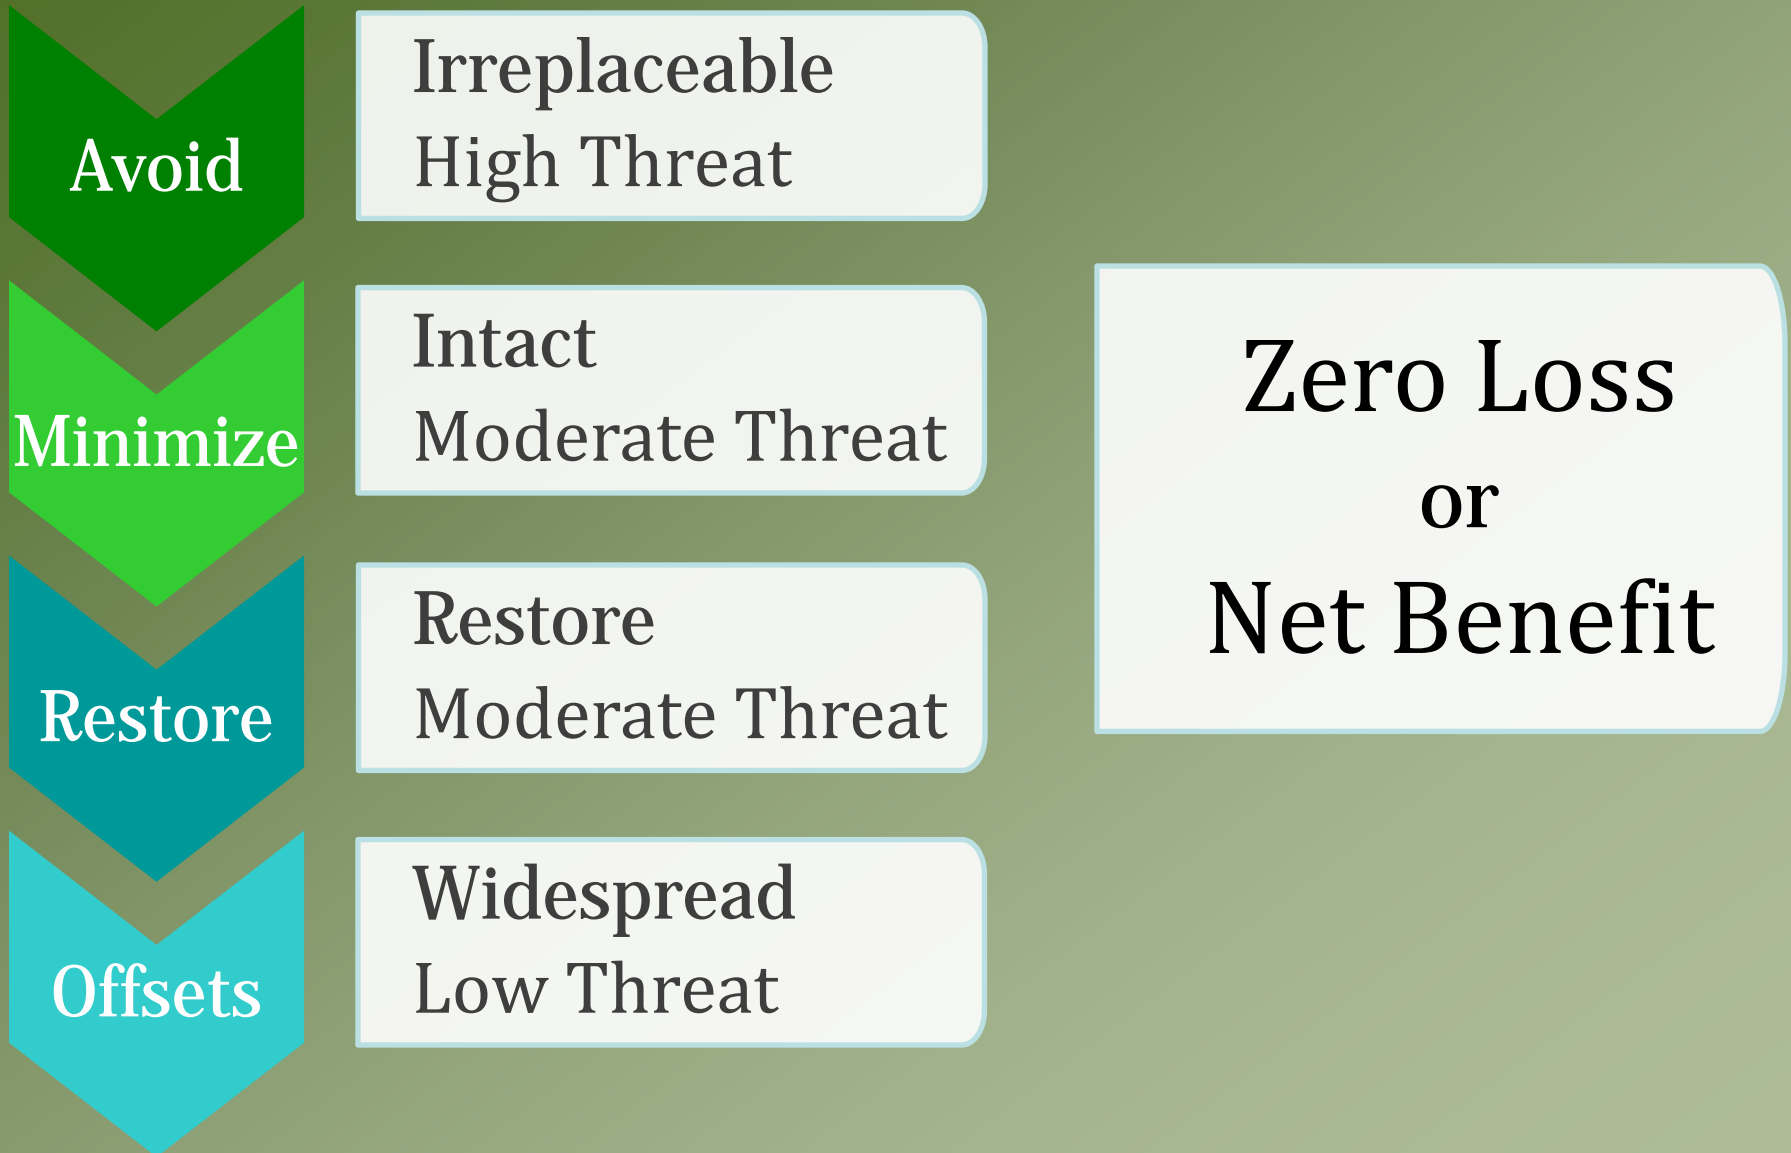 Avoid
Irreplaceable
High Threat
Minimize
Intact
Moderate Threat
Restore
Restore
Moderate Threat
Offsets
Widespread
Low Threat
Zero Loss
or
Net Benefit